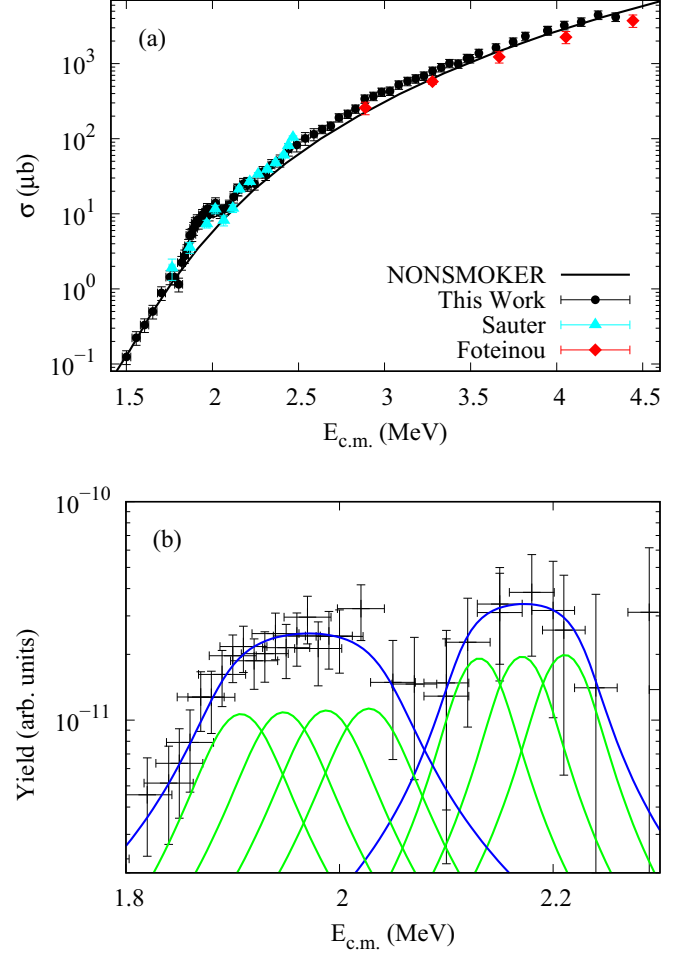 (a)
10³
10²
10¹
10⁰
10⁻¹
σ (μb)
NONSMOKER
This Work
Sauter
Foteinou
1.5 2 2.5 3 3.5 4 4.5
E_c.m. (MeV)
(b)
10⁻¹⁰
10⁻¹¹
Yield (arb. units)
1.8 2 2.2
E_c.m. (MeV)